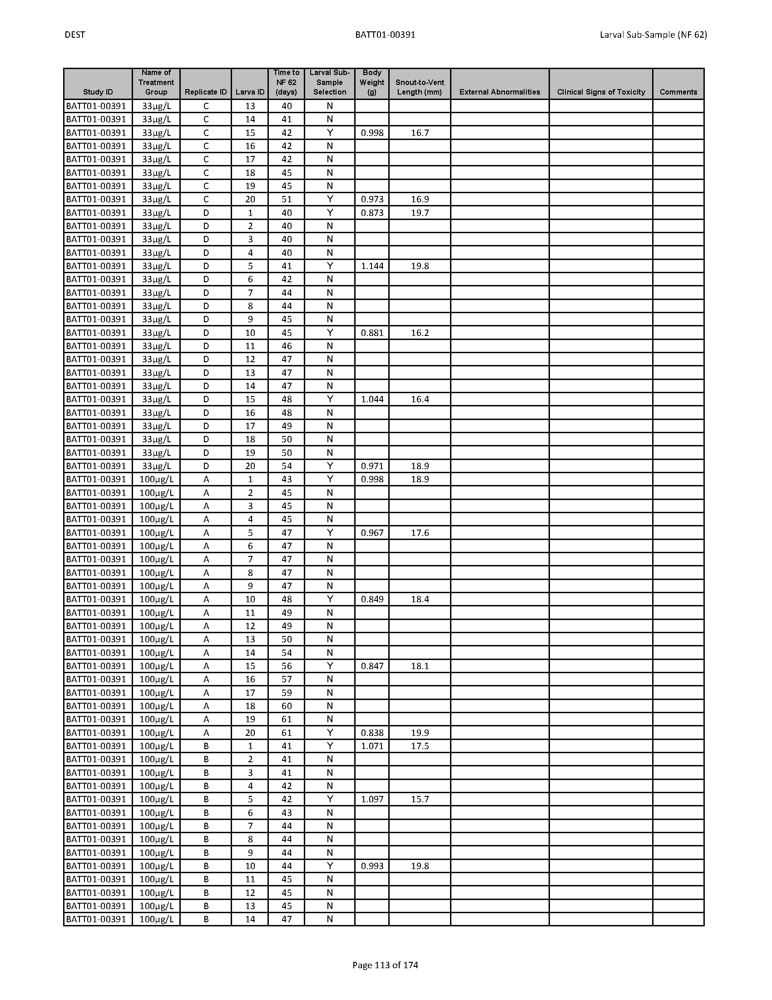 DEST BATT01-00391 Larval Sub-Sample (NF 62)
Study ID Name of Treatment Group Replicate ID Larva ID Time to NF 62 (days) Larval Sub-Sample Selection Body Weight (g) Snout-to-Vent Length (mm) External Abnormalities Clinical Signs of Toxicity Comments
BATT01-00391 33µg/L C 13 40 N
BATT01-00391 33µg/L C 14 41 N
BATT01-00391 33µg/L C 15 42 Y 0.998 16.7
BATT01-00391 33µg/L C 16 42 N
BATT01-00391 33µg/L C 17 42 N
BATT01-00391 33µg/L C 18 45 N
BATT01-00391 33µg/L C 19 45 N
BATT01-00391 33µg/L C 20 51 Y 0.973 16.9
BATT01-00391 33µg/L D 1 40 Y 0.873 19.7
BATT01-00391 33µg/L D 2 40 N
BATT01-00391 33µg/L D 3 40 N
BATT01-00391 33µg/L D 4 40 N
BATT01-00391 33µg/L D 5 41 Y 1.144 19.8
BATT01-00391 33µg/L D 6 42 N
BATT01-00391 33µg/L D 7 44 N
BATT01-00391 33µg/L D 8 44 N
BATT01-00391 33µg/L D 9 45 N
BATT01-00391 33µg/L D 10 45 Y 0.881 16.2
BATT01-00391 33µg/L D 11 46 N
BATT01-00391 33µg/L D 12 47 N
BATT01-00391 33µg/L D 13 47 N
BATT01-00391 33µg/L D 14 47 N
BATT01-00391 33µg/L D 15 48 Y 1.044 16.4
BATT01-00391 33µg/L D 16 48 N
BATT01-00391 33µg/L D 17 49 N
BATT01-00391 33µg/L D 18 50 N
BATT01-00391 33µg/L D 19 50 N
BATT01-00391 33µg/L D 20 54 Y 0.971 18.9
BATT01-00391 100µg/L A 1 43 Y 0.998 18.9
BATT01-00391 100µg/L A 2 45 N
BATT01-00391 100µg/L A 3 45 N
BATT01-00391 100µg/L A 4 45 N
BATT01-00391 100µg/L A 5 47 Y 0.967 17.6
BATT01-00391 100µg/L A 6 47 N
BATT01-00391 100µg/L A 7 47 N
BATT01-00391 100µg/L A 8 47 N
BATT01-00391 100µg/L A 9 47 N
BATT01-00391 100µg/L A 10 48 Y 0.849 18.4
BATT01-00391 100µg/L A 11 49 N
BATT01-00391 100µg/L A 12 49 N
BATT01-00391 100µg/L A 13 50 N
BATT01-00391 100µg/L A 14 54 N
BATT01-00391 100µg/L A 15 56 Y 0.847 18.1
BATT01-00391 100µg/L A 16 57 N
BATT01-00391 100µg/L A 17 59 N
BATT01-00391 100µg/L A 18 60 N
BATT01-00391 100µg/L A 19 61 N
BATT01-00391 100µg/L A 20 61 Y 0.838 19.9
BATT01-00391 100µg/L B 1 41 Y 1.071 17.5
BATT01-00391 100µg/L B 2 41 N
BATT01-00391 100µg/L B 3 41 N
BATT01-00391 100µg/L B 4 42 N
BATT01-00391 100µg/L B 5 42 Y 1.097 15.7
BATT01-00391 100µg/L B 6 43 N
BATT01-00391 100µg/L B 7 44 N
BATT01-00391 100µg/L B 8 44 N
BATT01-00391 100µg/L B 9 44 N
BATT01-00391 100µg/L B 10 44 Y 0.993 19.8
BATT01-00391 100µg/L B 11 45 N
BATT01-00391 100µg/L B 12 45 N
BATT01-00391 100µg/L B 13 45 N
BATT01-00391 100µg/L B 14 47 N
Page 113 of 174